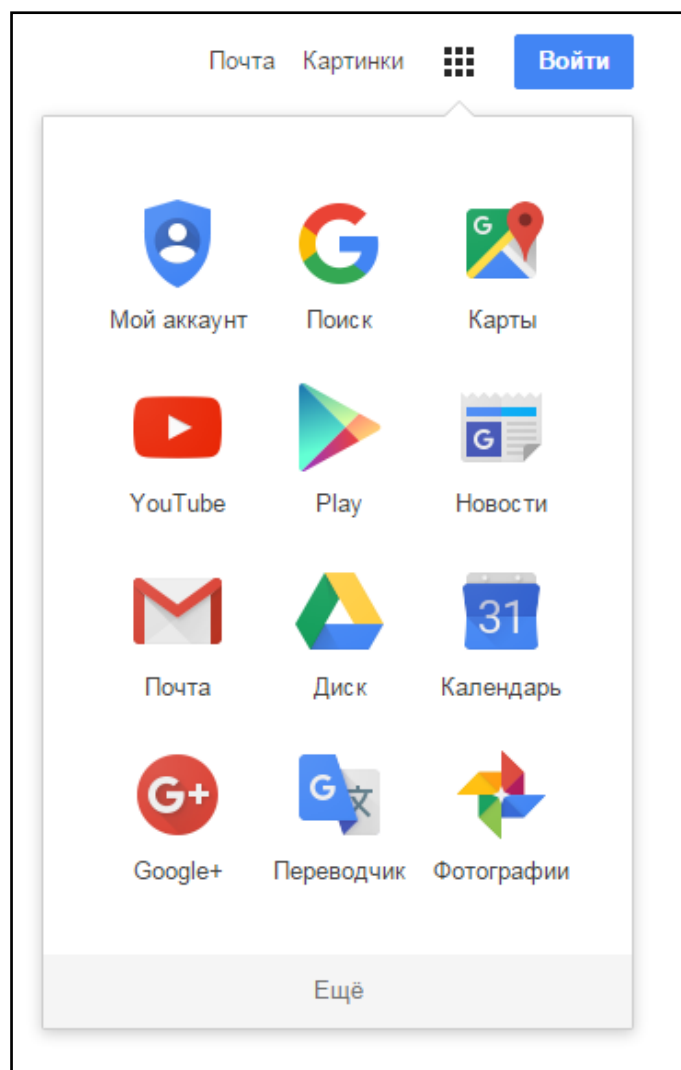 Почта Картинки Войти
Мой аккаунт Поиск Карты
YouTube Play Новости
31
Почта Диск Календарь
G+
Google+ Переводчик Фотографии
Ещё